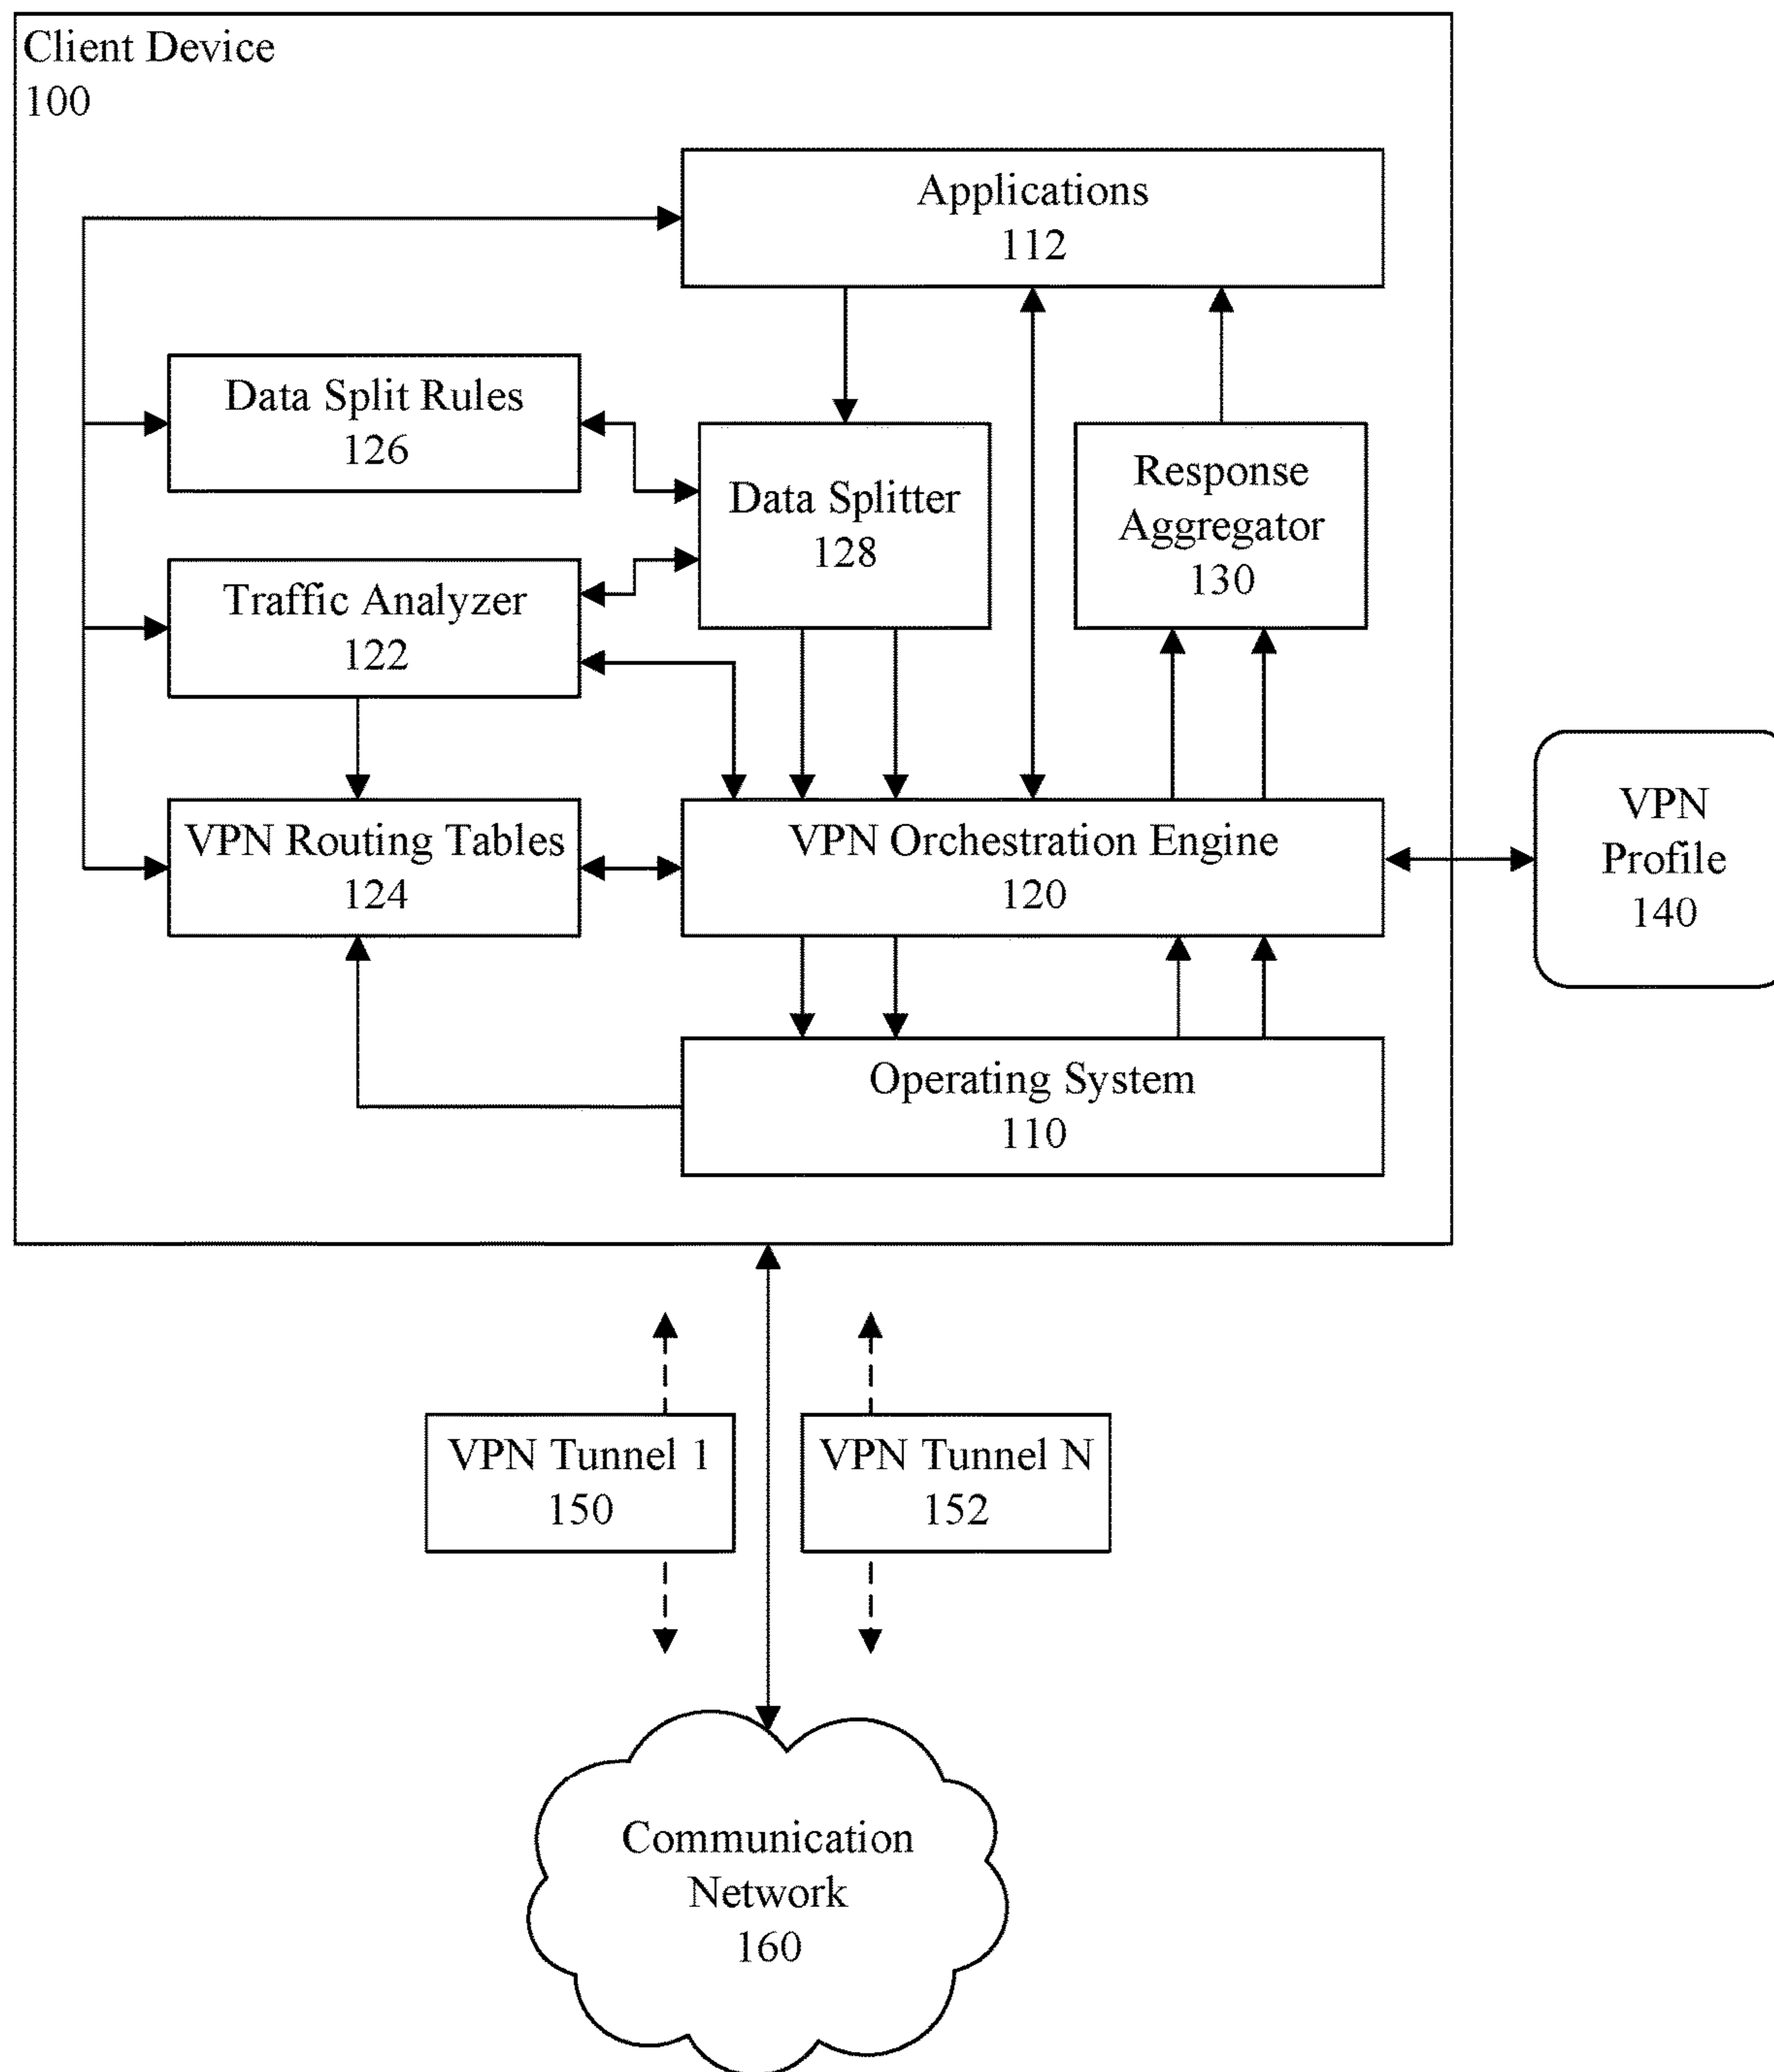 Client Device
100
Applications
112
Data Split Rules
126
Data Splitter
128
Response
Aggregator
130
Traffic Analyzer
122
VPN Routing Tables
124
VPN Orchestration Engine
120
VPN
Profile
140
Operating System
110
VPN Tunnel 1
150
VPN Tunnel N
152
Communication
Network
160